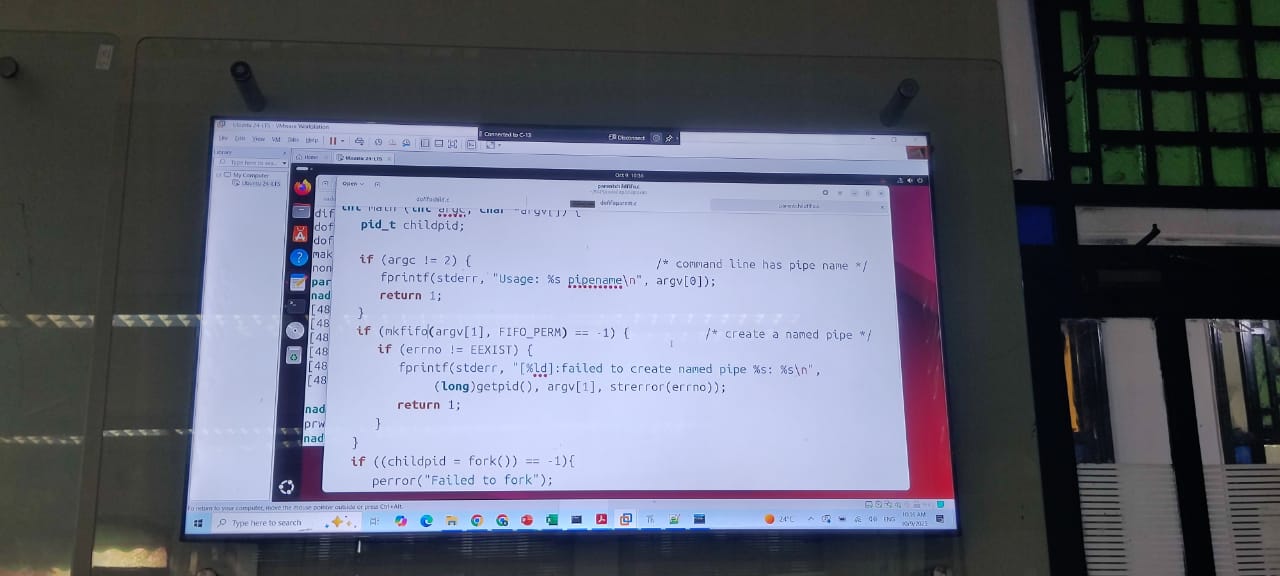 Ubuntu 24-LTS - VMware Workstation
File Edit View VM Tabs Help
Connected to C-13
Disconnect
Library
Type here to sea...
My Computer
Ubuntu 24-LTS
Home
Ubuntu 24-LTS
Oct 9 10:36
Open
parentchildfifo.c
dofifochild.c
dofifoparent.c
parentchildfifo.c
int main (int argc, char *argv[]) {
pid_t childpid;
if (argc != 2) { /* command line has pipe name */
fprintf(stderr, "Usage: %s pipename\n", argv[0]);
return 1;
}
if (mkfifo(argv[1], FIFO_PERM) == -1) { /* create a named pipe */
if (errno != EEXIST) {
fprintf(stderr, "[%ld]:failed to create named pipe %s: %s\n",
(long)getpid(), argv[1], strerror(errno));
return 1;
}
}
if ((childpid = fork()) == -1){
perror("Failed to fork");
dif
dof
dof
mak
non
par
nad
[48
[48
[48
[48
[48
[48
nad
prw
nad
To return to your computer, move the mouse pointer outside or press Ctrl+Alt.
Type here to search
24°C
ENG
10:36 AM
10/9/2025